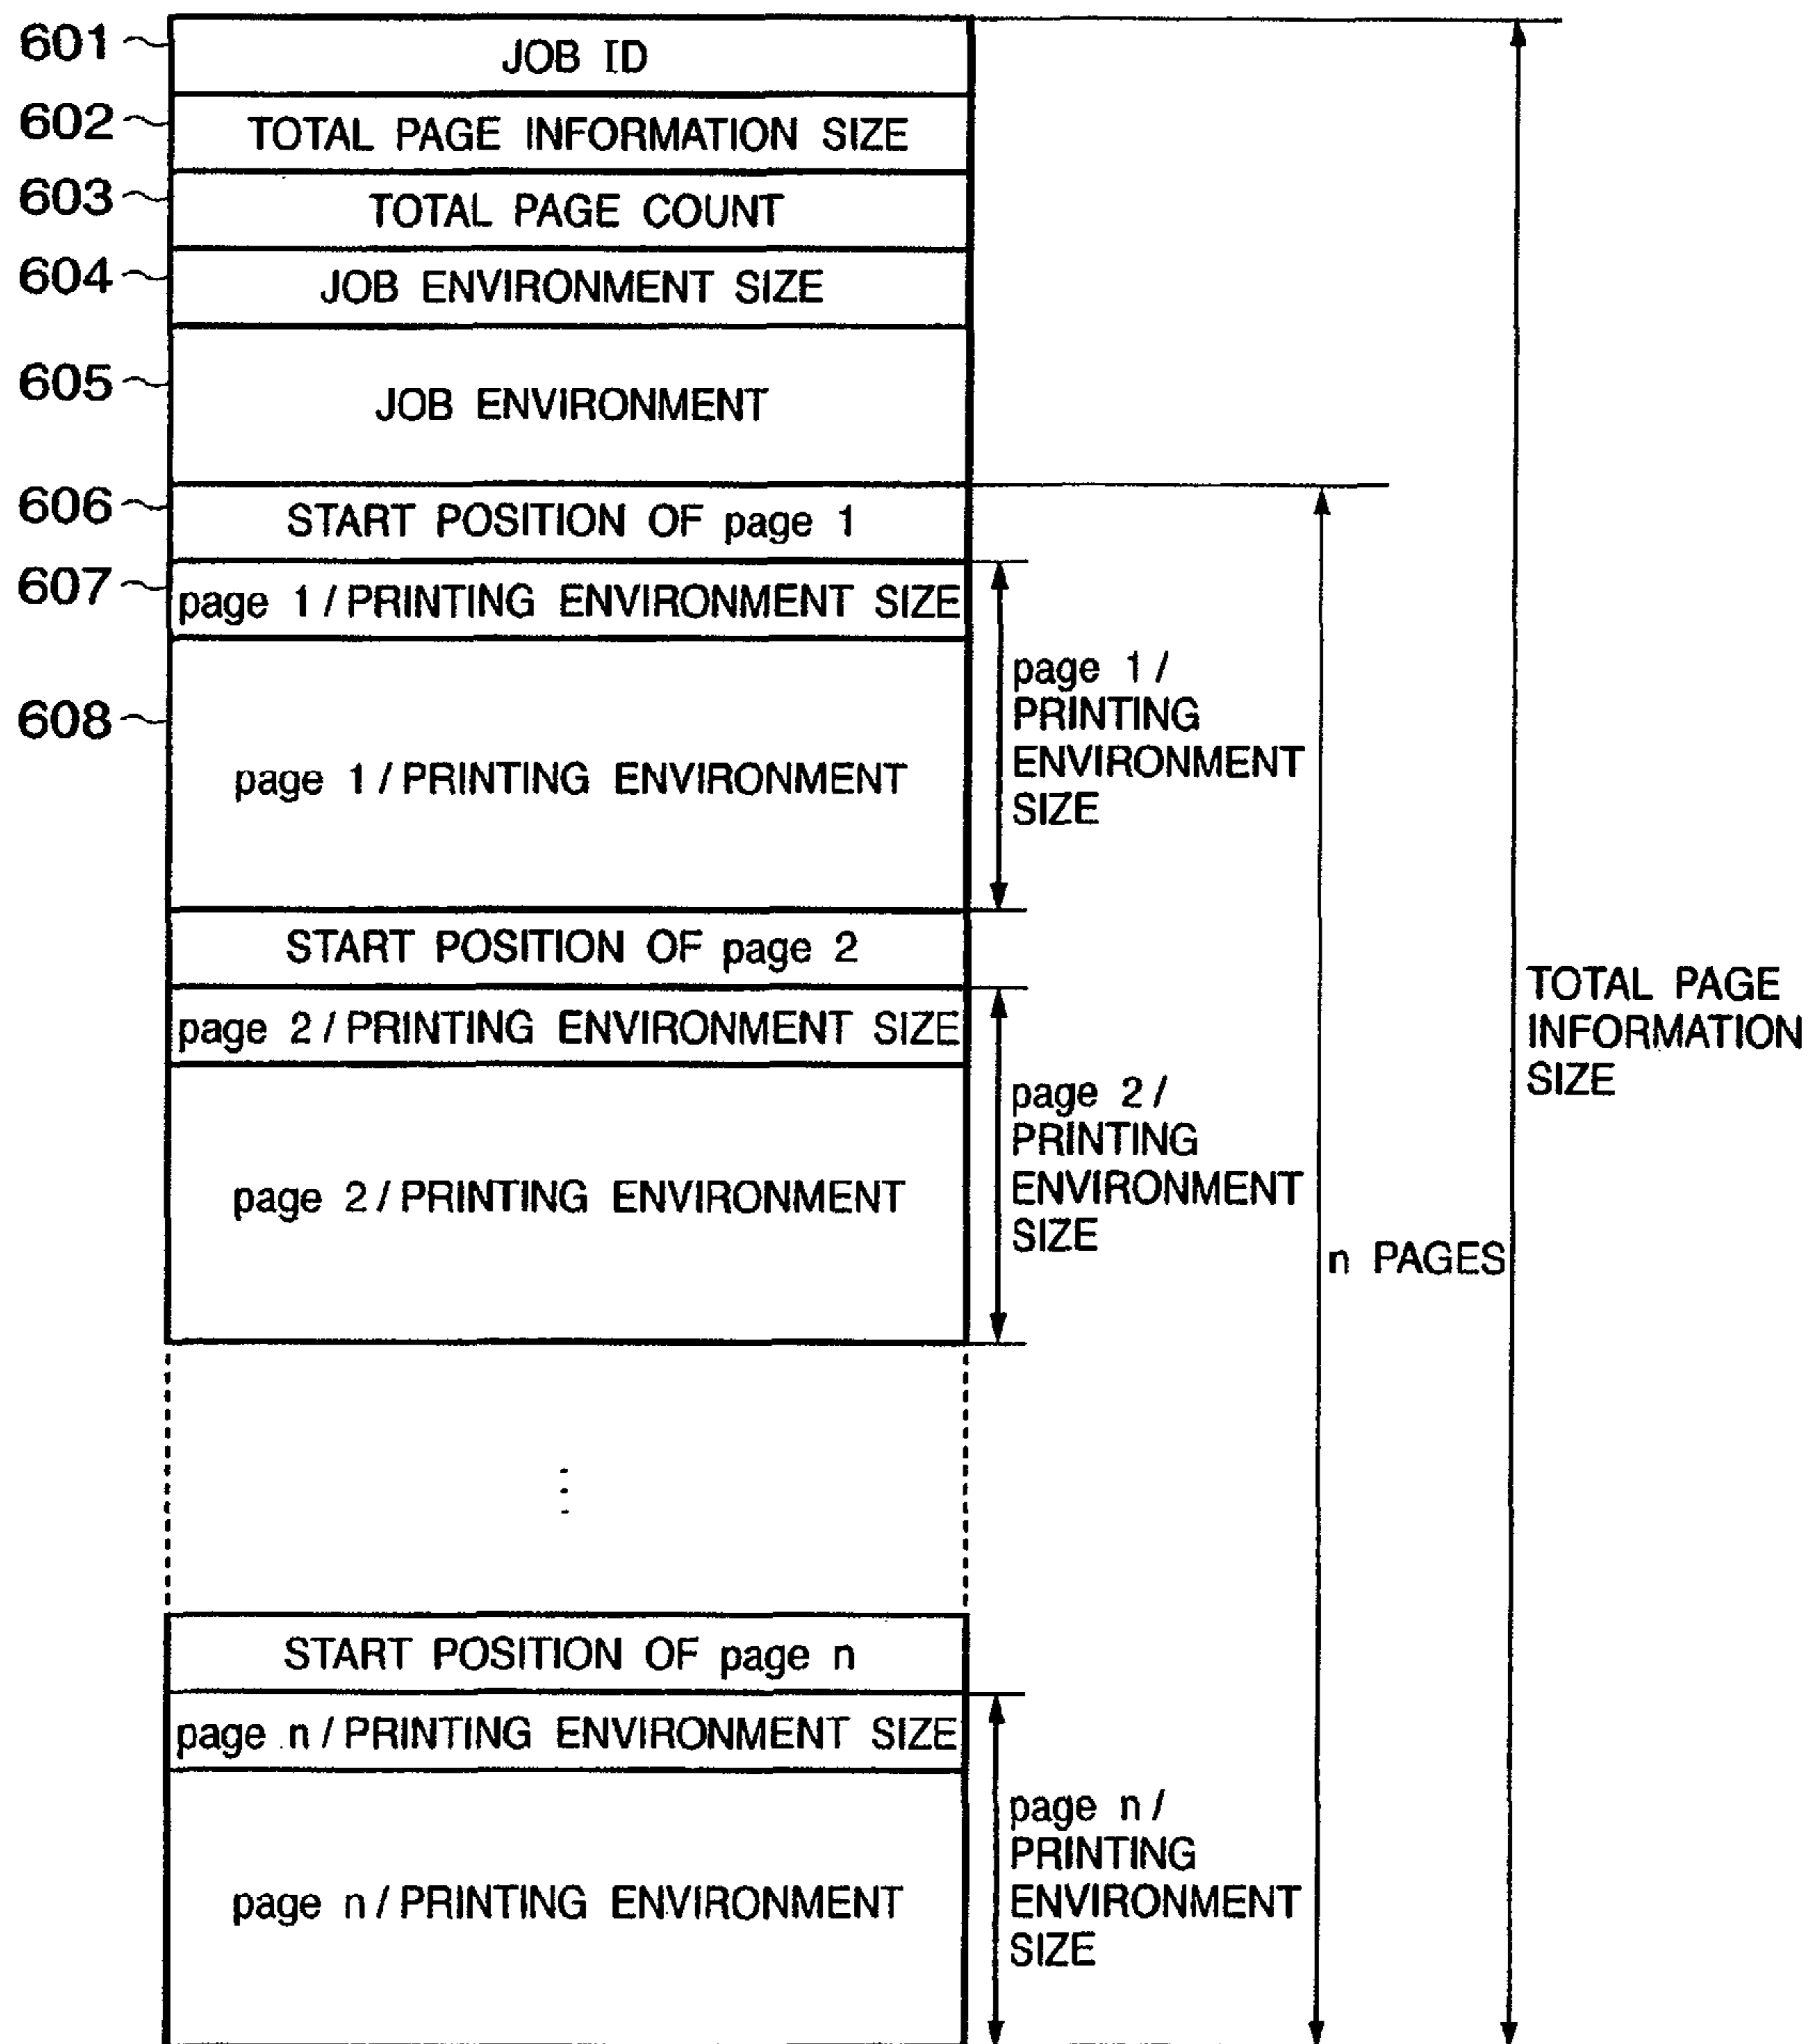 601
JOB ID
602
TOTAL PAGE INFORMATION SIZE
603
TOTAL PAGE COUNT
604
JOB ENVIRONMENT SIZE
605
JOB ENVIRONMENT
606
START POSITION OF page 1
607
page 1 / PRINTING ENVIRONMENT SIZE
608
page 1 / PRINTING ENVIRONMENT
page 1 /
PRINTING
ENVIRONMENT
SIZE
START POSITION OF page 2
page 2 / PRINTING ENVIRONMENT SIZE
page 2 / PRINTING ENVIRONMENT
page 2 /
PRINTING
ENVIRONMENT
SIZE
n PAGES
TOTAL PAGE
INFORMATION
SIZE
START POSITION OF page n
page n / PRINTING ENVIRONMENT SIZE
page n / PRINTING ENVIRONMENT
page n /
PRINTING
ENVIRONMENT
SIZE